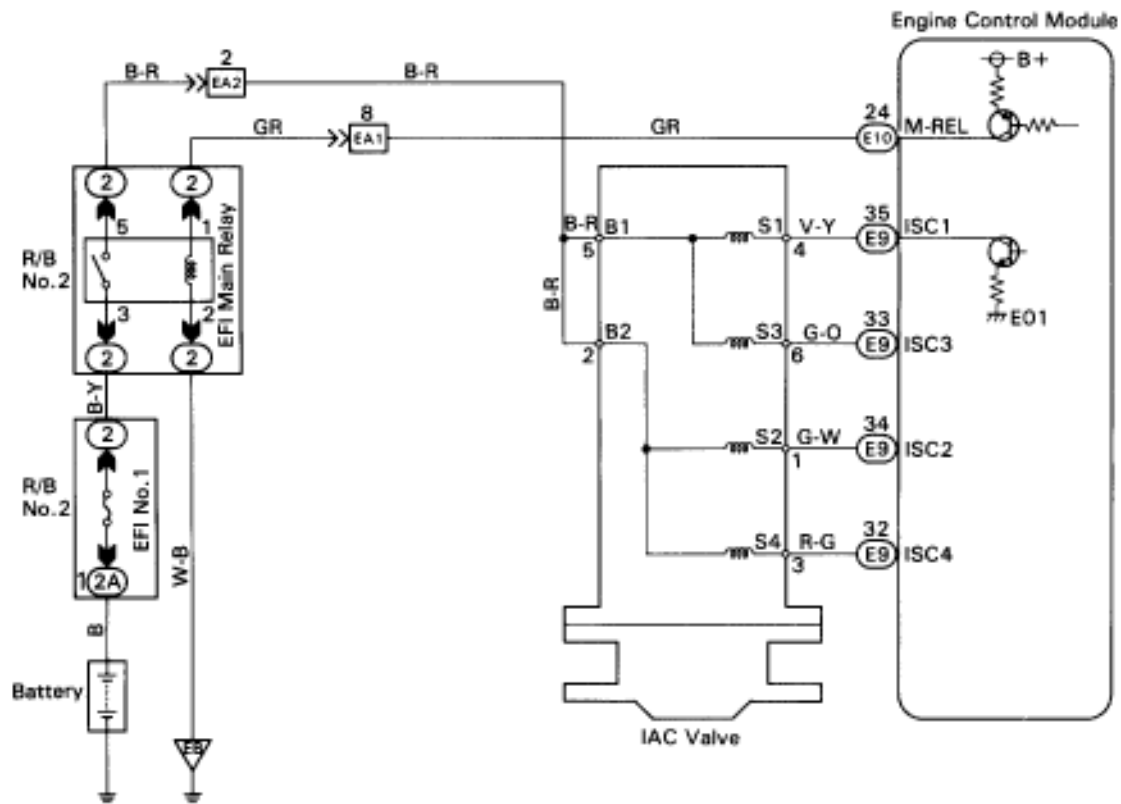 Engine Control Module
B+
2
B-R
EA2
B-R
8
GR
EA1
GR
24
E10
M-REL
2
2
5
1
R/B
No.2
EFI Main Relay
3
2
2
2
B-R
B1
5
S1
V-Y
4
35
E9
ISC1
EO1
B-R
B2
2
S3
G-O
6
33
E9
ISC3
B-Y
2
R/B
No.2
EFI No.1
1
2A
W-B
S2
G-W
1
34
E9
ISC2
S4
R-G
3
32
E9
ISC4
B
Battery
EB
IAC Valve